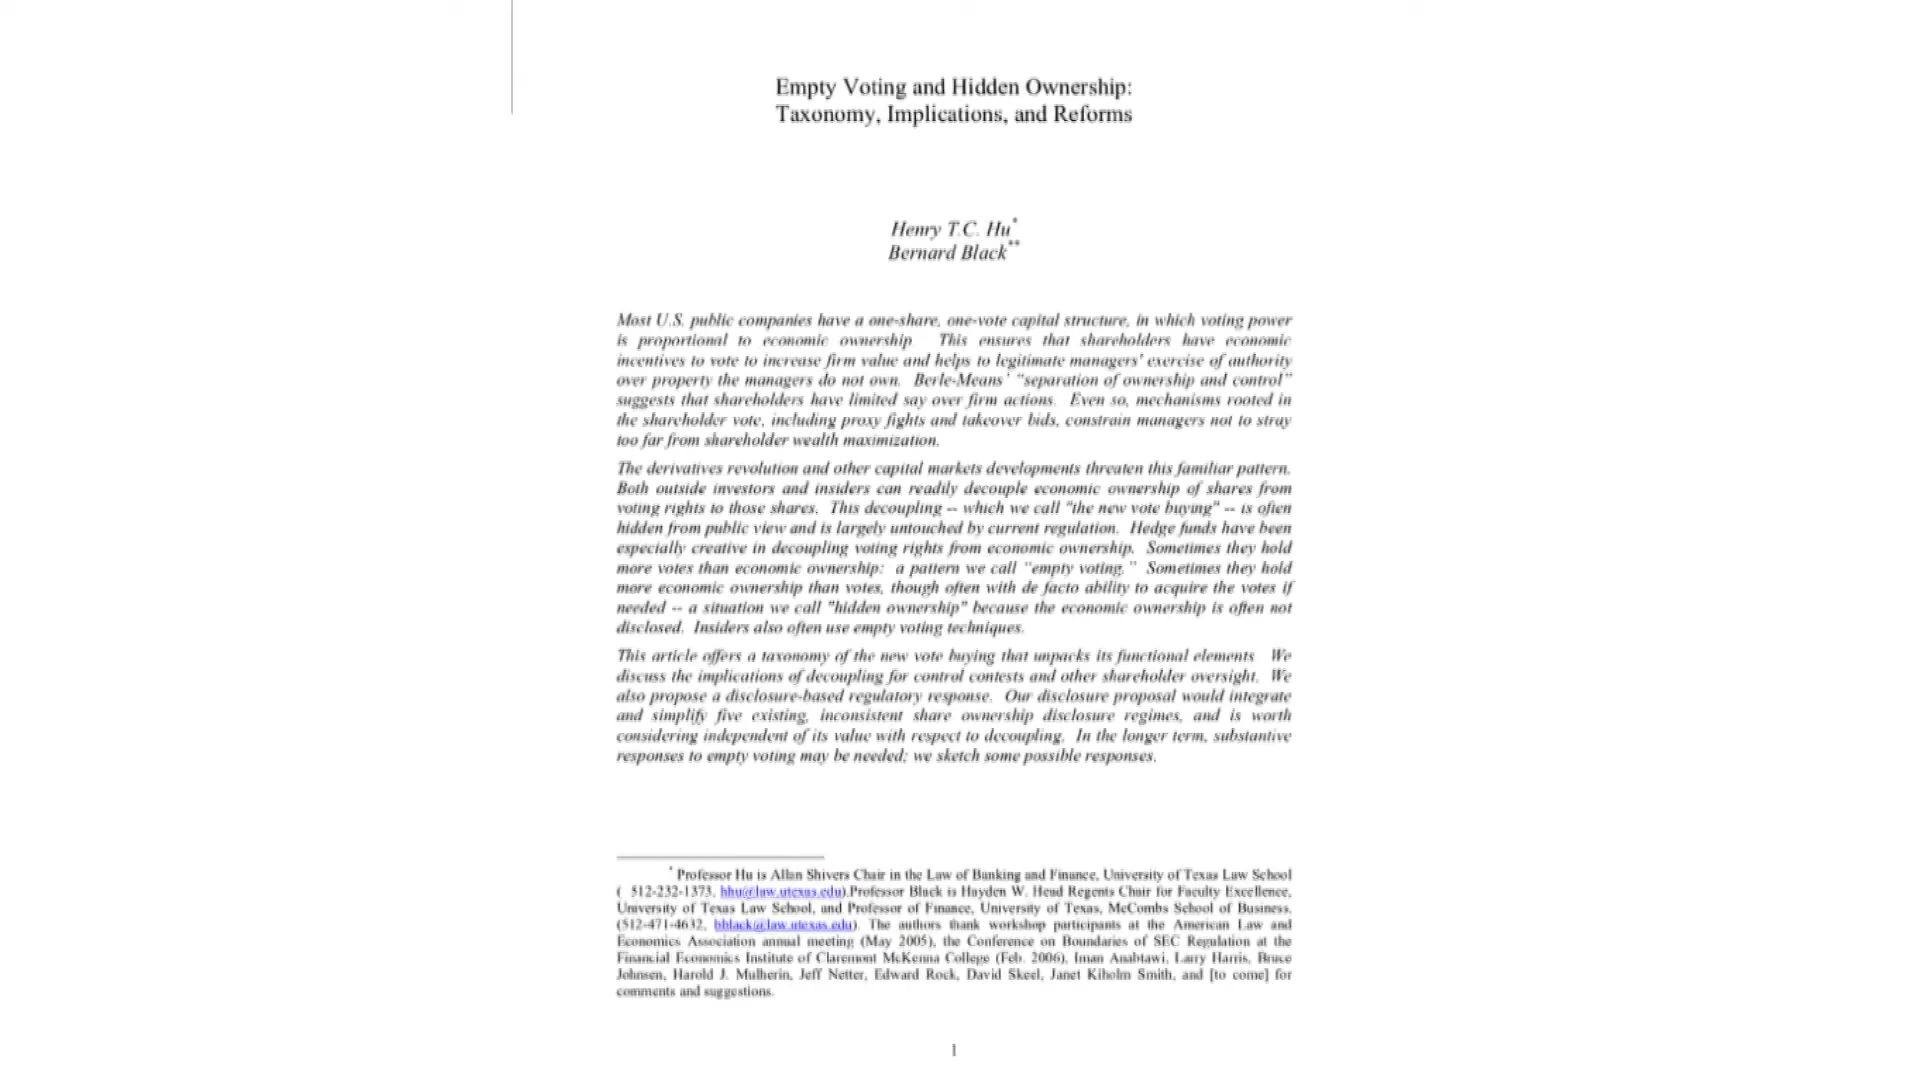 Empty Voting and Hidden Ownership:
Taxonomy, Implications, and Reforms
Henry T.C. Hu*
Bernard Black**
Most U.S. public companies have a one-share, one-vote capital structure, in which voting power
is proportional to economic ownership This ensures that shareholders have economic
incentives to vote to increase firm value and helps to legitimate managers' exercise of authority
over property the managers do not own. Berle-Means' "separation of ownership and control"
suggests that shareholders have limited say over firm actions. Even so, mechanisms rooted in
the shareholder vote, including proxy fights and takeover bids, constrain managers not to stray
too far from shareholder wealth maximization.
The derivatives revolution and other capital markets developments threaten this familiar pattern.
Both outside investors and insiders can readily decouple economic ownership of shares from
voting rights to those shares. This decoupling -- which we call "the new vote buying" -- is often
hidden from public view and is largely untouched by current regulation. Hedge funds have been
especially creative in decoupling voting rights from economic ownership. Sometimes they hold
more votes than economic ownership: a pattern we call "empty voting." Sometimes they hold
more economic ownership than votes, though often with de facto ability to acquire the votes if
needed -- a situation we call "hidden ownership" because the economic ownership is often not
disclosed. Insiders also often use empty voting techniques.
This article offers a taxonomy of the new vote buying that unpacks its functional elements We
discuss the implications of decoupling for control contests and other shareholder oversight. We
also propose a disclosure-based regulatory response. Our disclosure proposal would integrate
and simplify five existing, inconsistent share ownership disclosure regimes, and is worth
considering independent of its value with respect to decoupling. In the longer term, substantive
responses to empty voting may be needed; we sketch some possible responses.
* Professor Hu is Allan Shivers Chair in the Law of Banking and Finance, University of Texas Law School
( 512-232-1373, hhu@law.utexas.edu).Professor Black is Hayden W. Head Regents Chair for Faculty Excellence,
University of Texas Law School, and Professor of Finance, University of Texas, McCombs School of Business.
(512-471-4632, bblack@law.utexas.edu). The authors thank workshop participants at the American Law and
Economics Association annual meeting (May 2005), the Conference on Boundaries of SEC Regulation at the
Financial Economics Institute of Claremont McKenna College (Feb. 2006), Iman Anabtawi, Larry Harris, Bruce
Johnsen, Harold J. Mulherin, Jeff Netter, Edward Rock, David Skeel, Janet Kiholm Smith, and [to come] for
comments and suggestions.
1